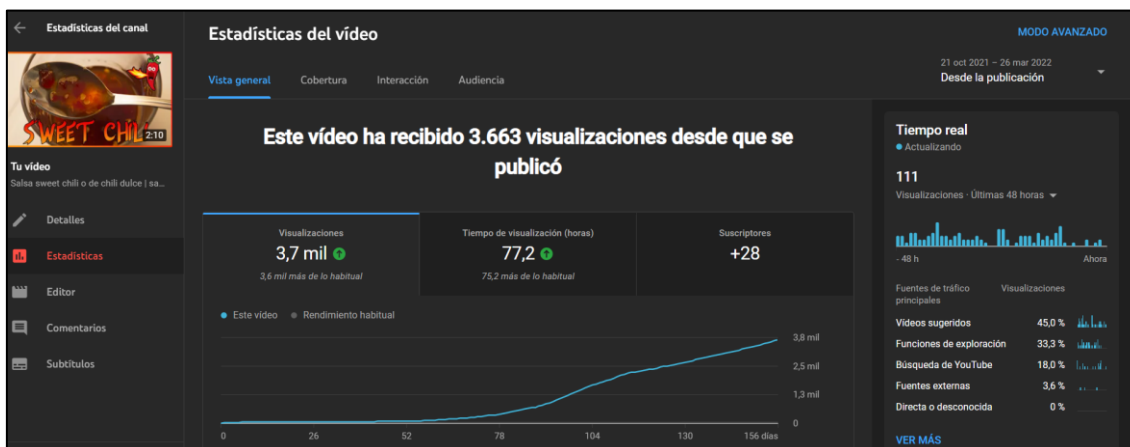 Estadísticas del canal
SWEET CHILI
2:10
Tu vídeo
Salsa sweet chili o de chili dulce | sa...
Detalles
Estadísticas
Editor
Comentarios
Subtítulos
Estadísticas del vídeo
MODO AVANZADO
Vista general
Cobertura
Interacción
Audiencia
21 oct 2021 – 26 mar 2022
Desde la publicación
Este vídeo ha recibido 3.663 visualizaciones desde que se
publicó
Visualizaciones
3,7 mil
3,6 mil más de lo habitual
Tiempo de visualización (horas)
77,2
75,2 más de lo habitual
Suscriptores
+28
Este vídeo
Rendimiento habitual
3,8 mil
2,5 mil
1,3 mil
0
0 26 52 78 104 130 156 días
Tiempo real
Actualizando
111
Visualizaciones · Últimas 48 horas
- 48 h
Ahora
Fuentes de tráfico
principales
Visualizaciones
Vídeos sugeridos 45,0 %
Funciones de exploración 33,3 %
Búsqueda de YouTube 18,0 %
Fuentes externas 3,6 %
Directa o desconocida 0 %
VER MÁS